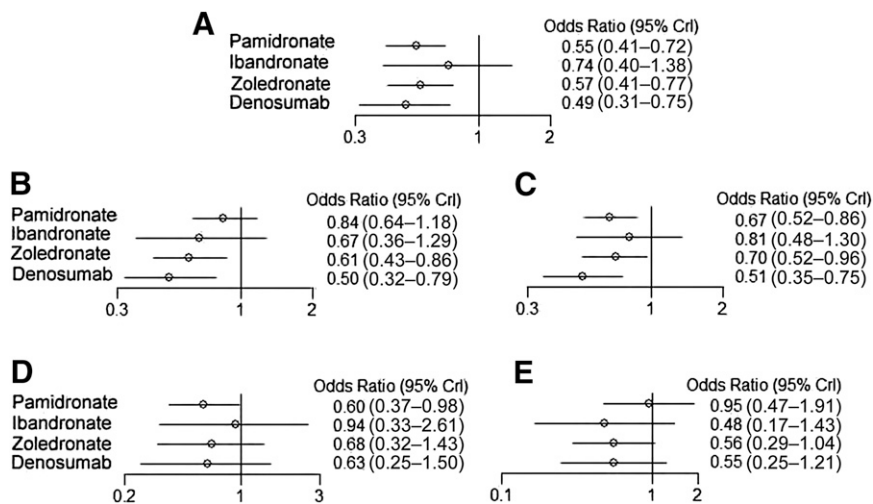 A
Odds Ratio (95% CrI)
Pamidronate 0.55 (0.41–0.72)
Ibandronate 0.74 (0.40–1.38)
Zoledronate 0.57 (0.41–0.77)
Denosumab 0.49 (0.31–0.75)
0.3 1 2
B
Odds Ratio (95% CrI)
Pamidronate 0.84 (0.64–1.18)
Ibandronate 0.67 (0.36–1.29)
Zoledronate 0.61 (0.43–0.86)
Denosumab 0.50 (0.32–0.79)
0.3 1 2
C
Odds Ratio (95% CrI)
0.67 (0.52–0.86)
0.81 (0.48–1.30)
0.70 (0.52–0.96)
0.51 (0.35–0.75)
0.3 1 2
D
Odds Ratio (95% CrI)
Pamidronate 0.60 (0.37–0.98)
Ibandronate 0.94 (0.33–2.61)
Zoledronate 0.68 (0.32–1.43)
Denosumab 0.63 (0.25–1.50)
0.2 1 3
E
Odds Ratio (95% CrI)
0.95 (0.47–1.91)
0.48 (0.17–1.43)
0.56 (0.29–1.04)
0.55 (0.25–1.21)
0.1 1 2